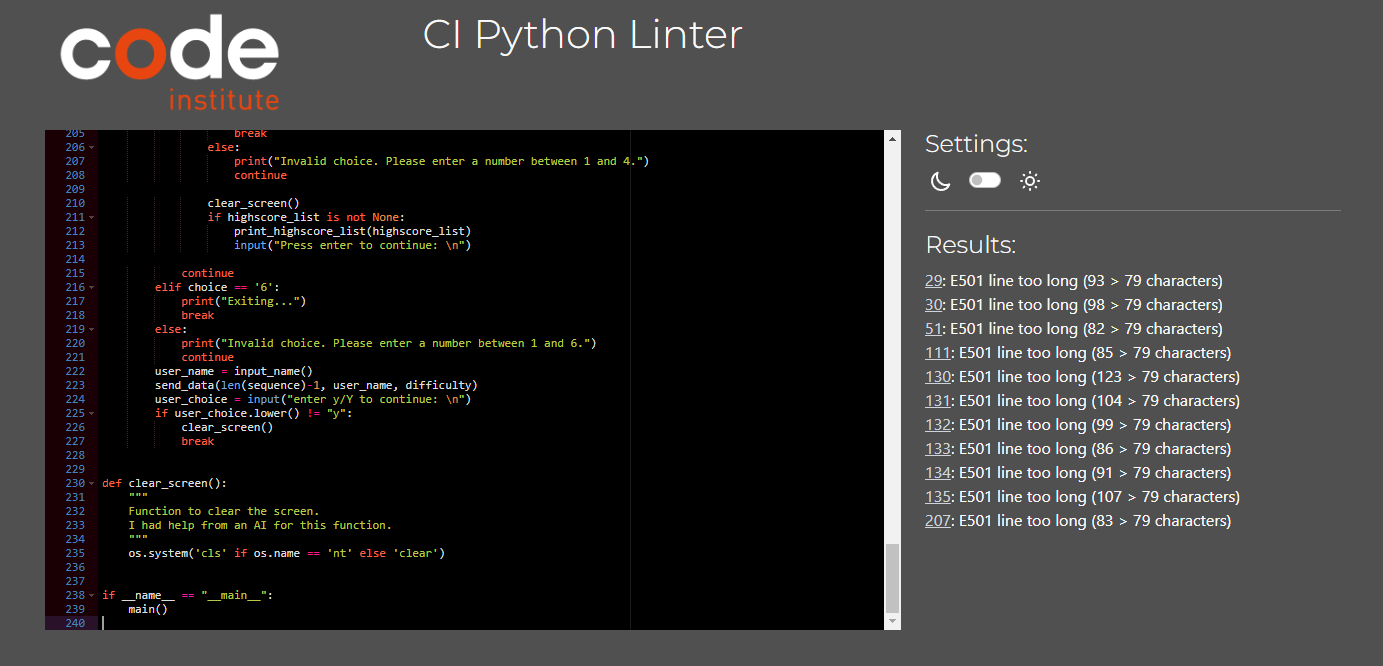 code
institute
CI Python Linter
205 break
206 else:
207 print("Invalid choice. Please enter a number between 1 and 4.")
208 continue
209
210 clear_screen()
211 if highscore_list is not None:
212 print_highscore_list(highscore_list)
213 input("Press enter to continue: \n")
214
215 continue
216 elif choice == '6':
217 print("Exiting...")
218 break
219 else:
220 print("Invalid choice. Please enter a number between 1 and 6.")
221 continue
222 user_name = input_name()
223 send_data(len(sequence)-1, user_name, difficulty)
224 user_choice = input("enter y/Y to continue: \n")
225 if user_choice.lower() != "y":
226 clear_screen()
227 break
228
229
230 def clear_screen():
231 """
232 Function to clear the screen.
233 I had help from an AI for this function.
234 """
235 os.system('cls' if os.name == 'nt' else 'clear')
236
237
238 if __name__ == "__main__":
239 main()
240
Settings:
Results:
29: E501 line too long (93 > 79 characters)
30: E501 line too long (98 > 79 characters)
51: E501 line too long (82 > 79 characters)
111: E501 line too long (85 > 79 characters)
130: E501 line too long (123 > 79 characters)
131: E501 line too long (104 > 79 characters)
132: E501 line too long (99 > 79 characters)
133: E501 line too long (86 > 79 characters)
134: E501 line too long (91 > 79 characters)
135: E501 line too long (107 > 79 characters)
207: E501 line too long (83 > 79 characters)